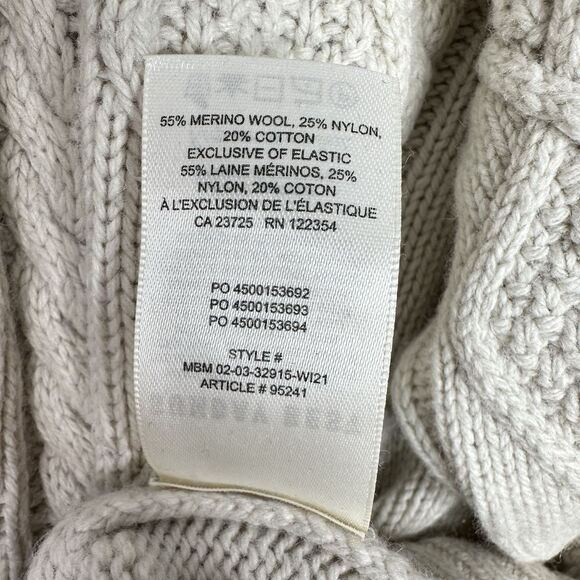 55% MERINO WOOL, 25% NYLON,
20% COTTON
EXCLUSIVE OF ELASTIC
55% LAINE MÉRINOS, 25%
NYLON, 20% COTON
À L'EXCLUSION DE L'ÉLASTIQUE
CA 23725 RN 122354
PO 4500153692
PO 4500153693
PO 4500153694
STYLE #
MBM 02-03-32915-WI21
ARTICLE # 95241